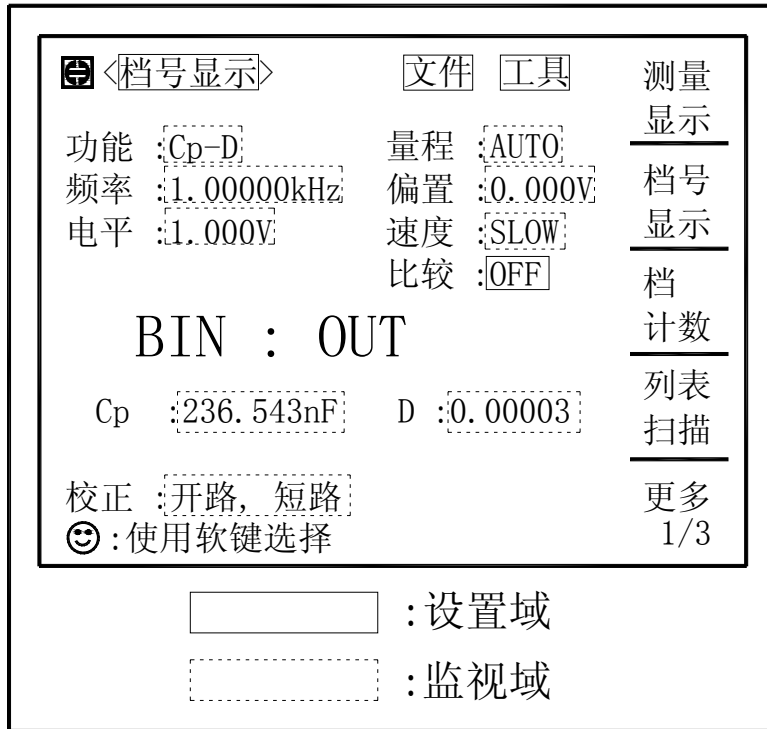 <档号显示> 文件 工具
功能 :Cp-D 量程 :AUTO
频率 :1.00000kHz 偏置 :0.000V
电平 :1.000V 速度 :SLOW
比较 :OFF
BIN : OUT
Cp :236.543nF D :0.00003
校正 :开路, 短路
:使用软键选择
测量
显示
档号
显示
档
计数
列表
扫描
更多
1/3
:设置域
:监视域